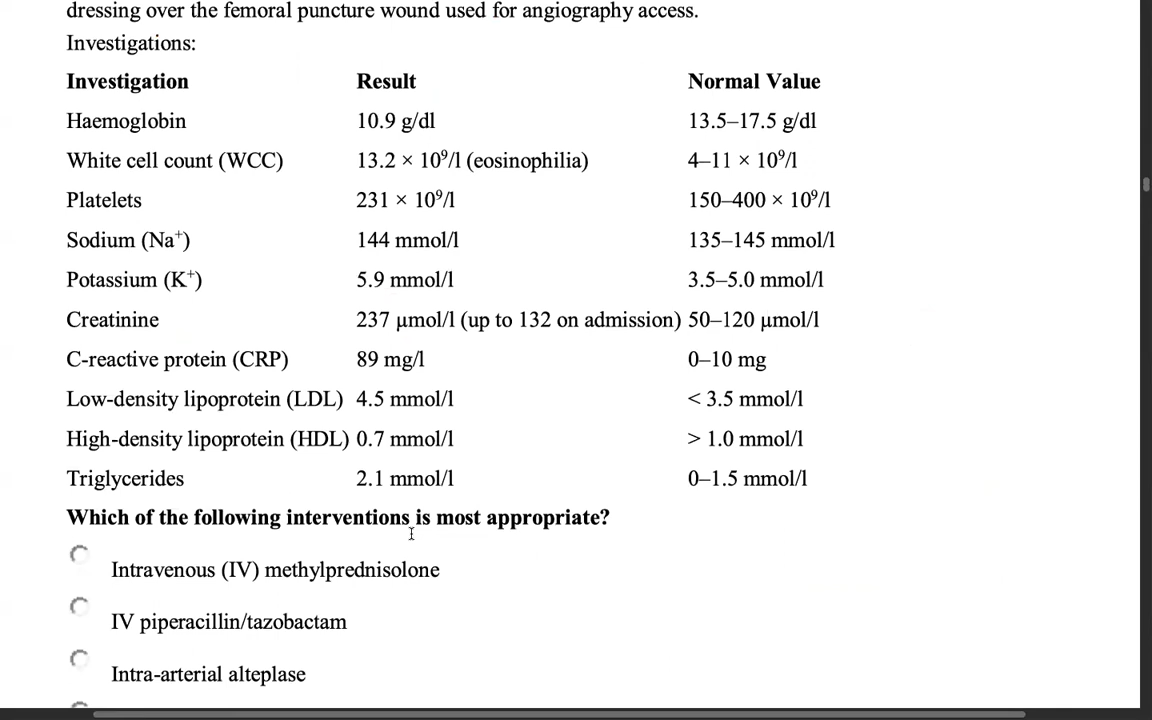 dressing over the femoral puncture wound used for angiography access.
Investigations:
Investigation Result Normal Value
Haemoglobin 10.9 g/dl 13.5–17.5 g/dl
White cell count (WCC) 13.2 × 10⁹/l (eosinophilia) 4–11 × 10⁹/l
Platelets 231 × 10⁹/l 150–400 × 10⁹/l
Sodium (Na⁺) 144 mmol/l 135–145 mmol/l
Potassium (K⁺) 5.9 mmol/l 3.5–5.0 mmol/l
Creatinine 237 µmol/l (up to 132 on admission) 50–120 µmol/l
C-reactive protein (CRP) 89 mg/l 0–10 mg
Low-density lipoprotein (LDL) 4.5 mmol/l < 3.5 mmol/l
High-density lipoprotein (HDL) 0.7 mmol/l > 1.0 mmol/l
Triglycerides 2.1 mmol/l 0–1.5 mmol/l
Which of the following interventions is most appropriate?
Intravenous (IV) methylprednisolone
IV piperacillin/tazobactam
Intra-arterial alteplase